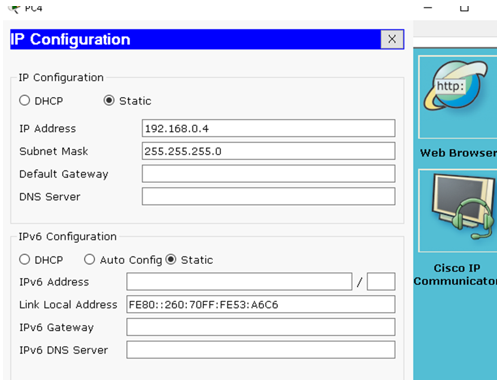 PC4
IP Configuration X
IP Configuration
DHCP Static
IP Address 192.168.0.4
Subnet Mask 255.255.255.0
Default Gateway
DNS Server
IPv6 Configuration
DHCP Auto Config Static
IPv6 Address /
Link Local Address FE80::260:70FF:FE53:A6C6
IPv6 Gateway
IPv6 DNS Server
http:
Web Browser
Cisco IP
Communicator